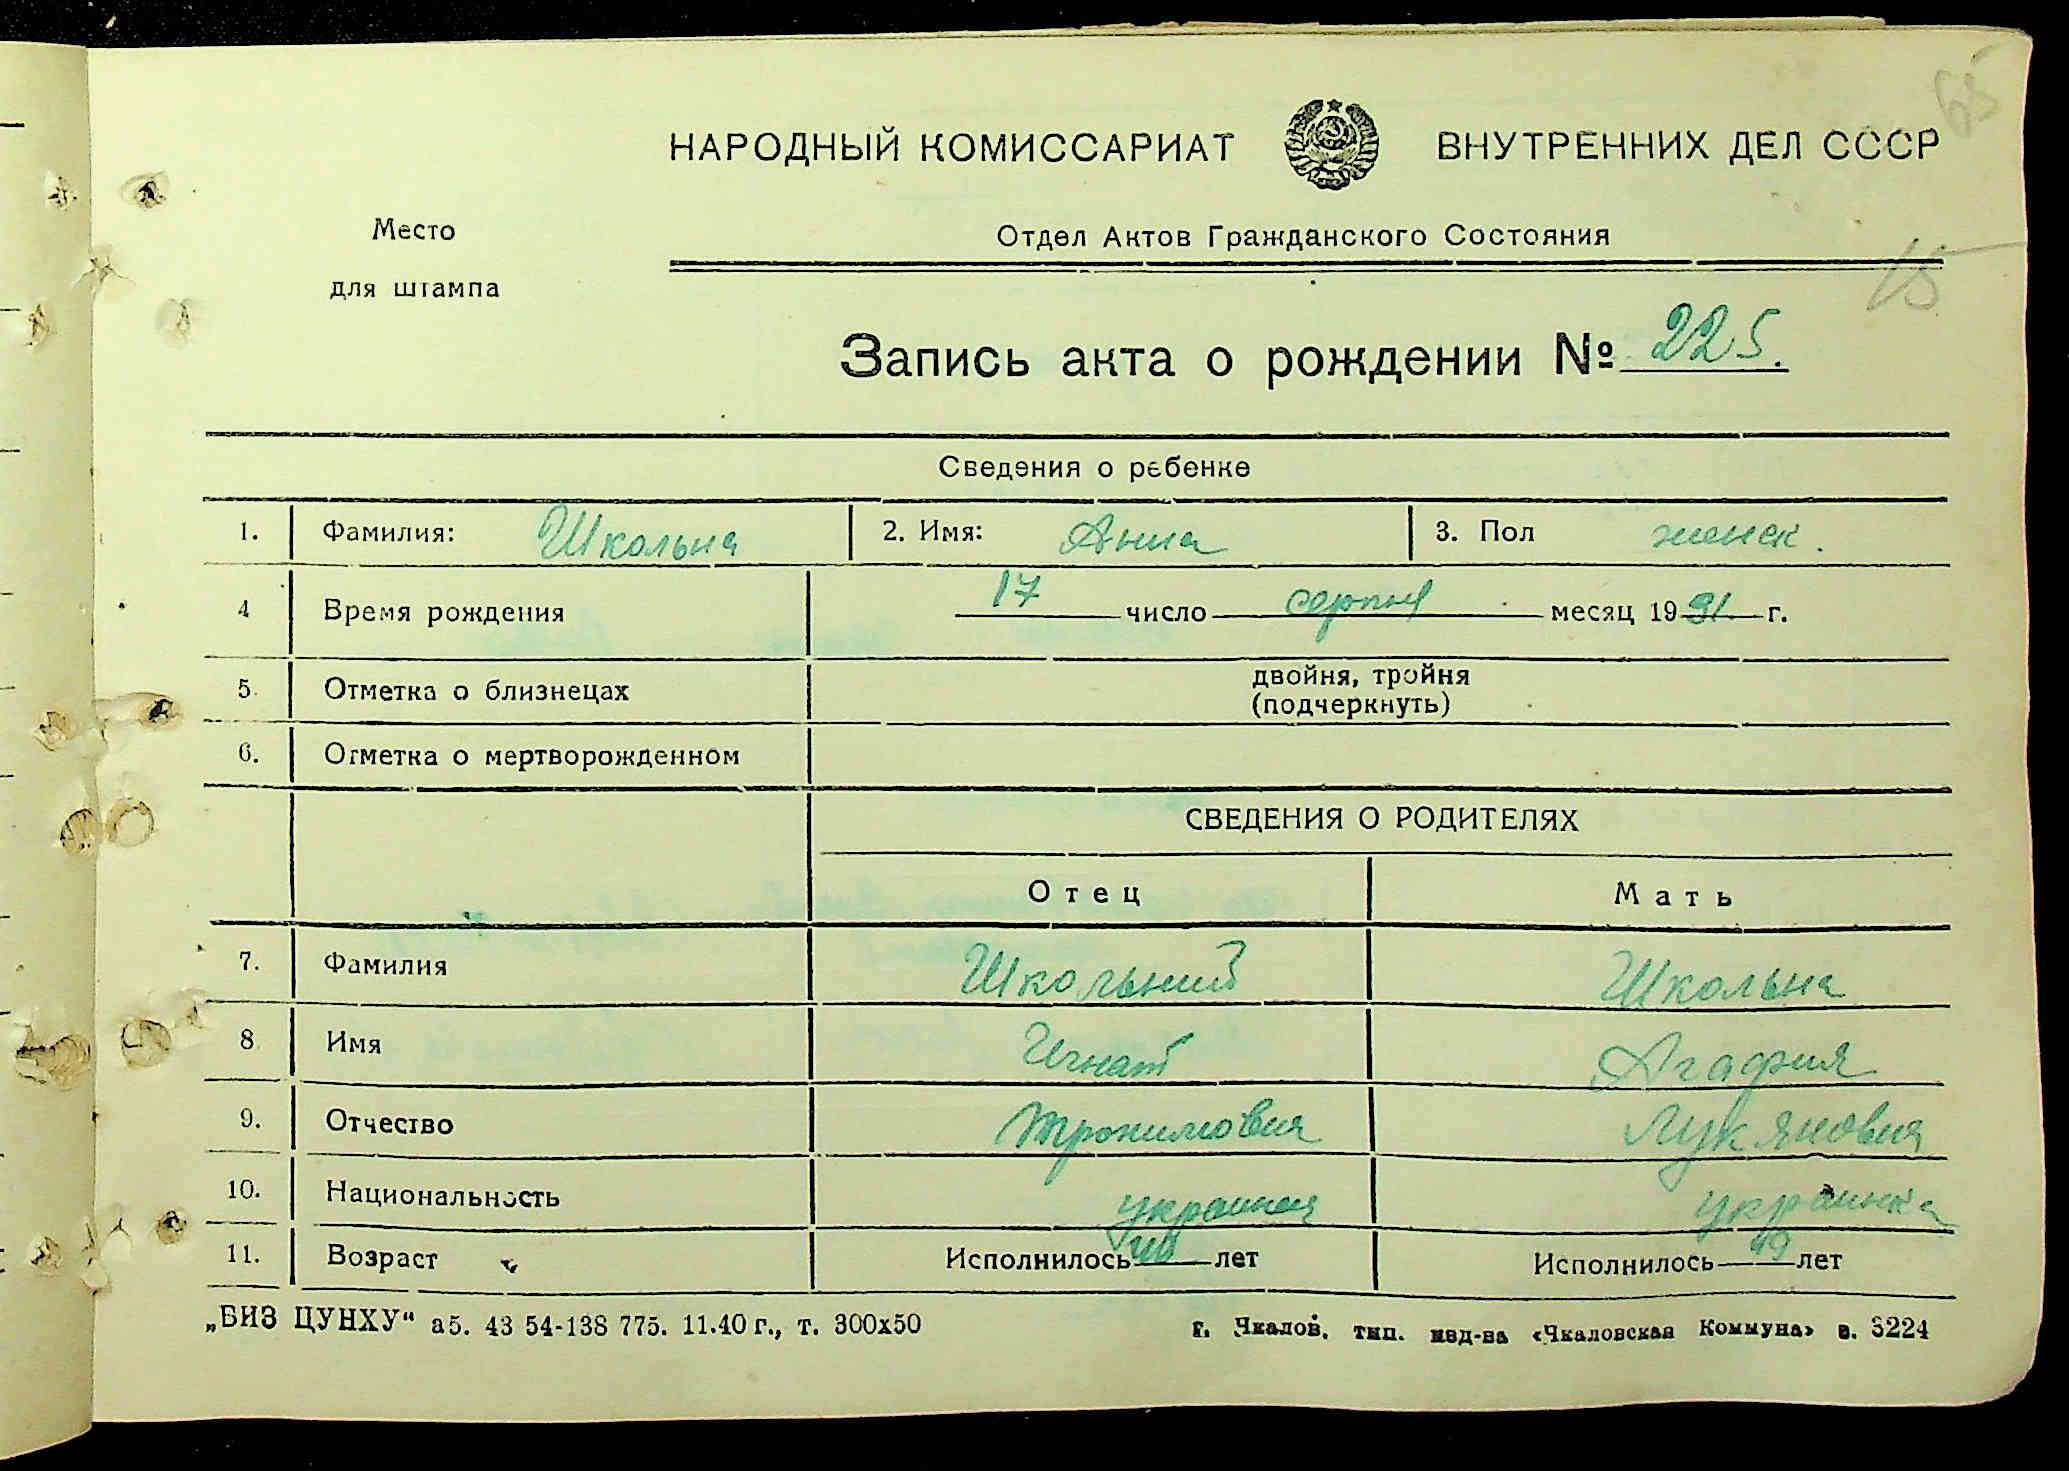 65
НАРОДНЫЙ КОМИССАРИАТ ВНУТРЕННИХ ДЕЛ СССР
Место
для штампа
Отдел Актов Гражданского Состояния
15
Запись акта о рождении № 225.
Сведения о ребенке
1. Фамилия: Школьна 2. Имя: Анна 3. Пол женск.
4 Время рождения 17 число серпня месяц 1931 г.
5. Отметка о близнецах двойня, тройня
(подчеркнуть)
6. Отметка о мертворожденном
СВЕДЕНИЯ О РОДИТЕЛЯХ
Отец Мать
7. Фамилия Школьний Школьна
8. Имя Игнат Агафия
9. Отчество Лукяновна
10. Национальность украинец украинка
11. Возраст Исполнилось 40 лет Исполнилось лет
„БИЗ ЦУНХУ“ а5. 43 54-138 775. 11.40 г., т. 300х50
г. Чкалов, тип. изд-ва «Чкаловская Коммуна» з. 3224